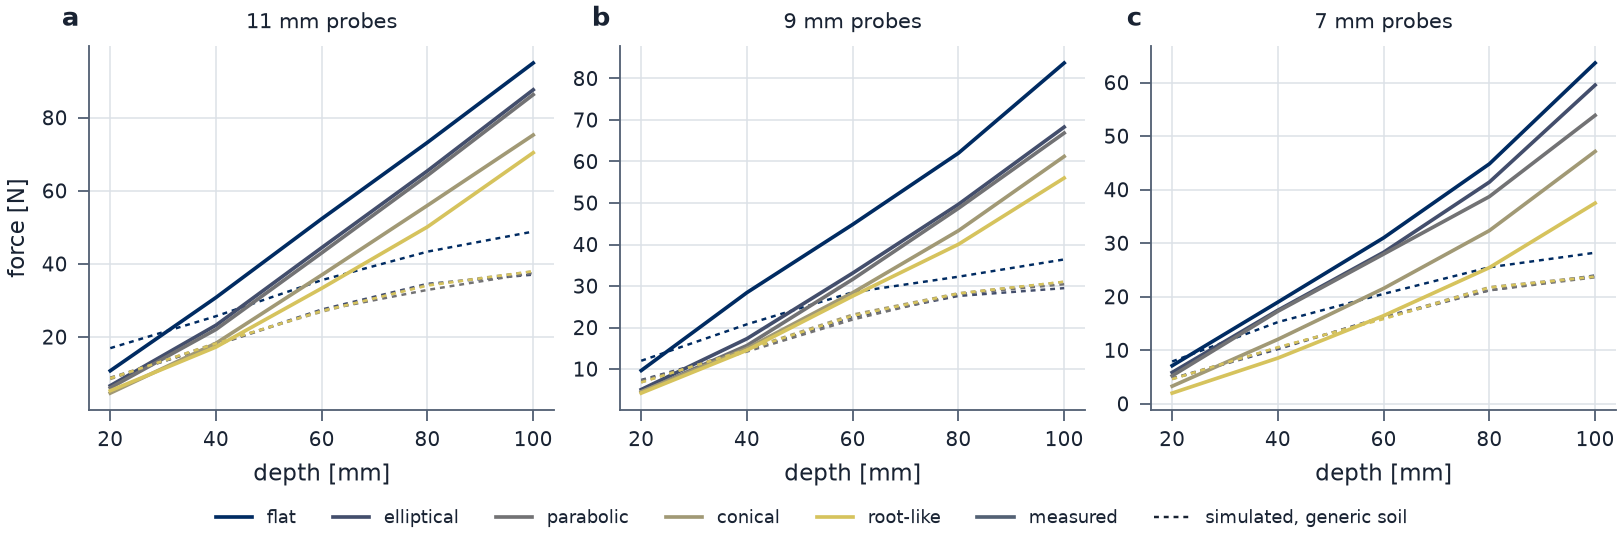 a 11 mm probes
b 9 mm probes
c 7 mm probes
force [N]
80
60
40
20
20 40 60 80 100
depth [mm]
80
70
60
50
40
30
20
10
20 40 60 80 100
depth [mm]
60
50
40
30
20
10
0
20 40 60 80 100
depth [mm]
flat elliptical parabolic conical root-like measured simulated, generic soil